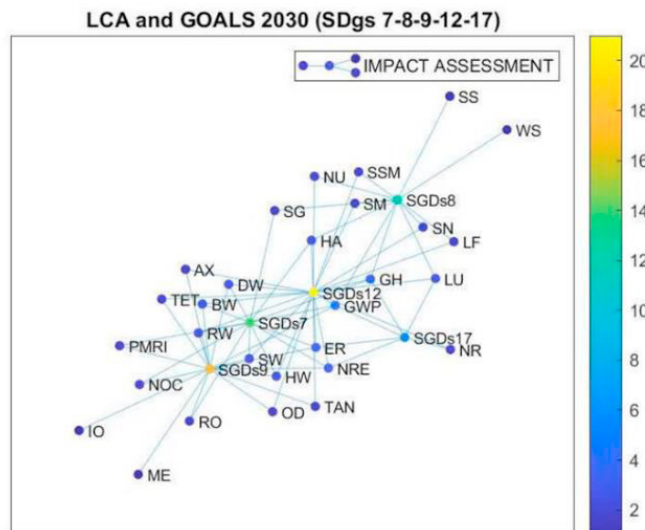 LCA and GOALS 2030 (SDgs 7-8-9-12-17)
IMPACT ASSESSMENT
SS
WS
NU
SSM
SG
SM
SGDs8
SN
HA
LF
AX
DW
GH
LU
TET
BW
SGDs12
GWP
PMRI
RW
SGDs7
SGDs17
ER
NR
NOC
SGDs9
SW
HW
NRE
IO
RO
OD
TAN
ME
20
18
16
14
12
10
8
6
4
2